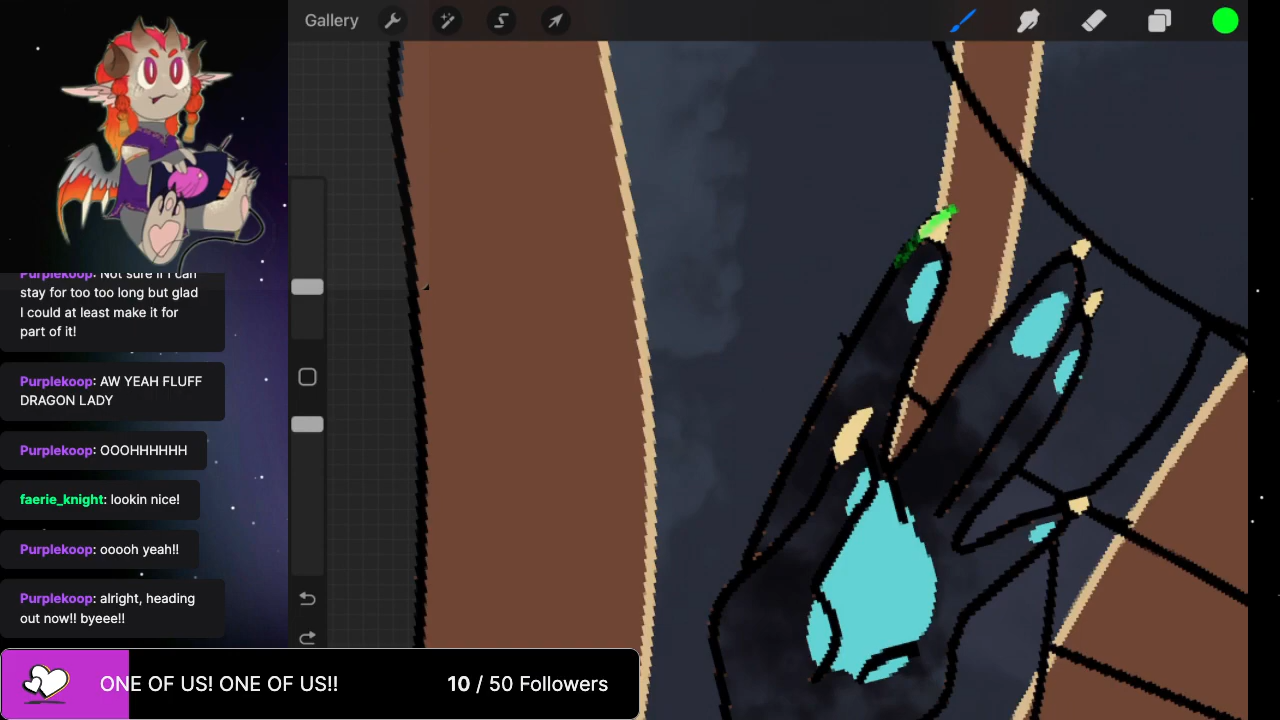 Gallery
Purplekoop: Not sure if I can
stay for too too long but glad
I could at least make it for
part of it!
Purplekoop: AW YEAH FLUFF
DRAGON LADY
Purplekoop: OOOHHHHHH
faerie_knight: lookin nice!
Purplekoop: ooooh yeah!!
Purplekoop: alright, heading
out now!! byeee!!
ONE OF US! ONE OF US!! 10 / 50 Followers